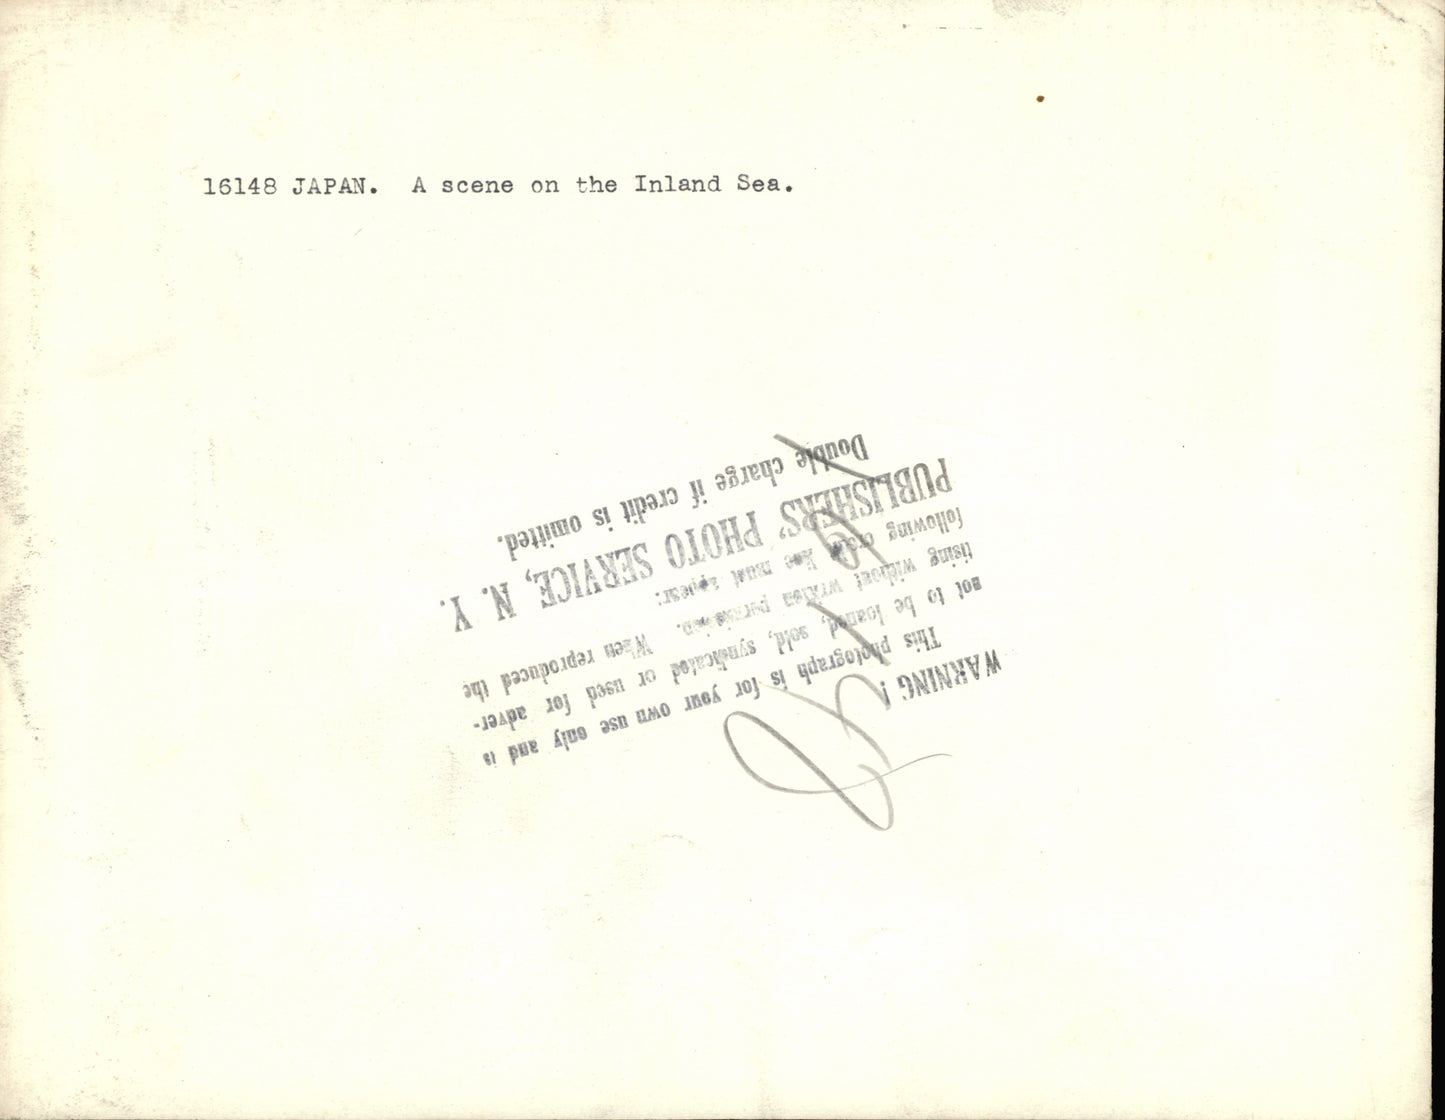 16148 JAPAN. A scene on the Inland Sea.
WARNING!
This photograph is for your own use only and is
not to be loaned, sold, syndicated or used for adver-
tising without written permission. When reproduced the
following credit line must appear:
PUBLISHERS' PHOTO SERVICE, N. Y.
Double charge if credit is omitted.